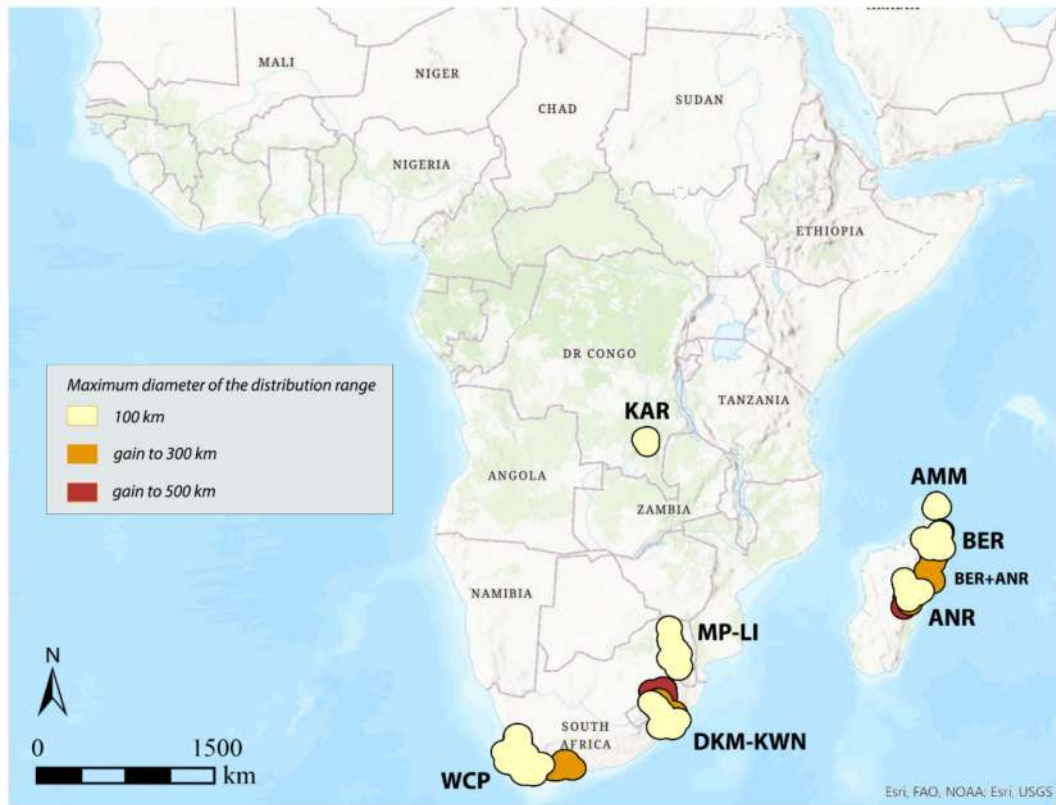 MALI
NIGER
CHAD
SUDAN
NIGERIA
ETHIOPIA
DR CONGO
Maximum diameter of the distribution range
100 km
gain to 300 km
gain to 500 km
KAR
TANZANIA
ANGOLA
ZAMBIA
AMM
BER
BER+ANR
ANR
NAMIBIA
MP-LI
N
SOUTH
AFRICA
DKM-KWN
WCP
0 1500
km
Esri, FAO, NOAA; Esri, USGS